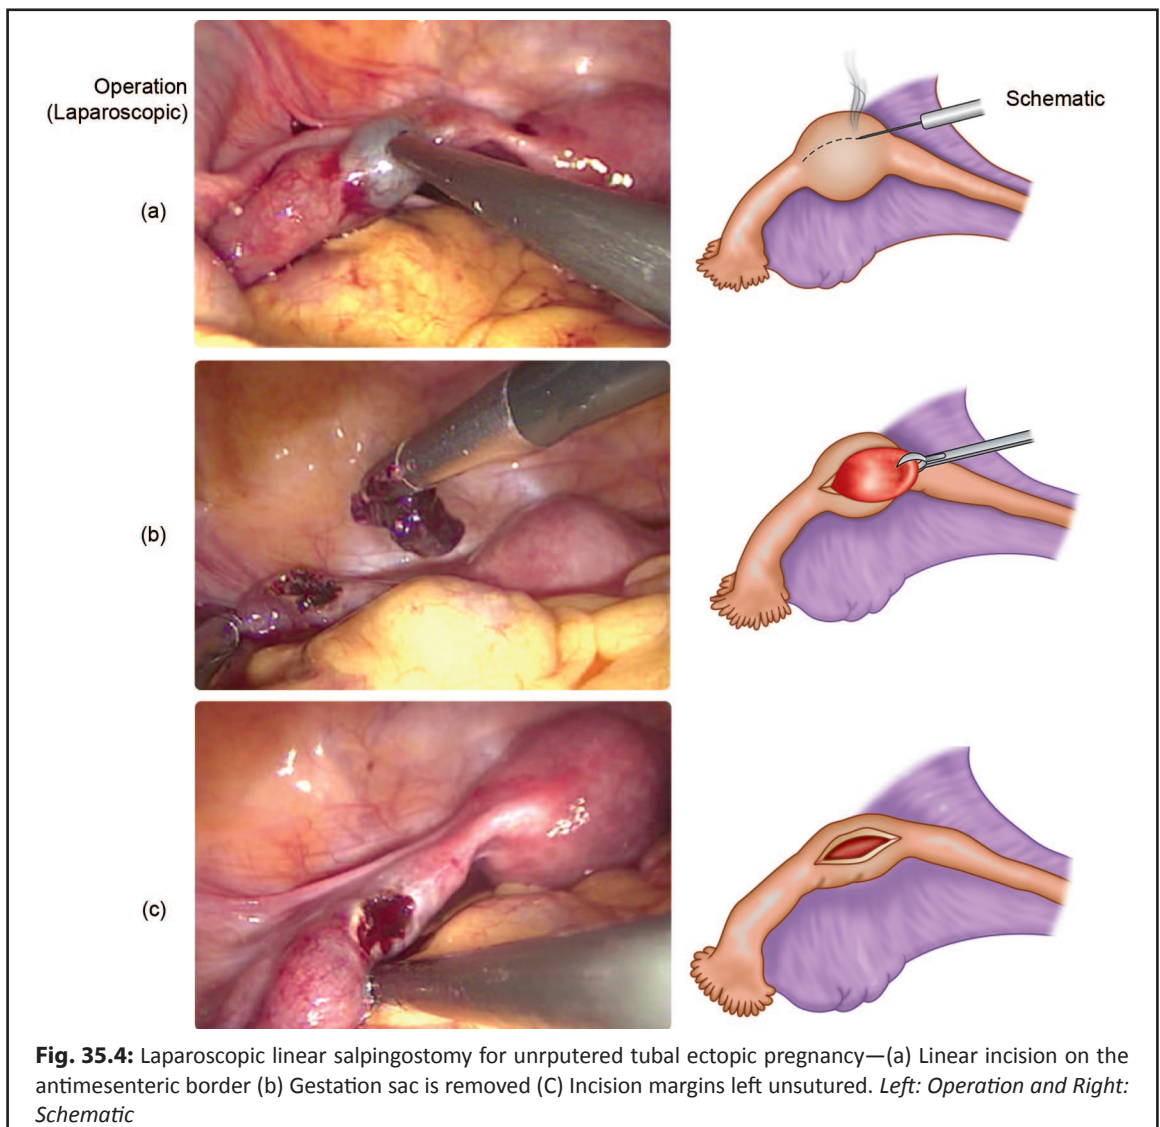 Operation
(Laparoscopic)
Schematic
(a)
(b)
(c)
Fig. 35.4: Laparoscopic linear salpingostomy for unrputered tubal ectopic pregnancy—(a) Linear incision on the
antimesenteric border (b) Gestation sac is removed (C) Incision margins left unsutured. Left: Operation and Right:
Schematic